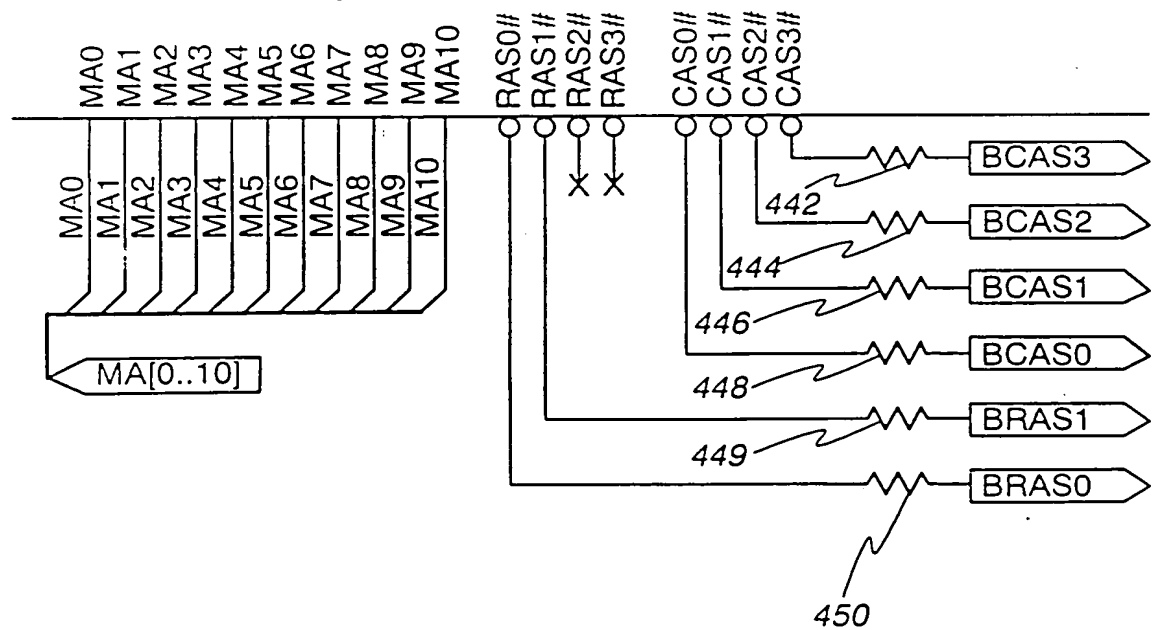 MA0
MA1
MA2
MA3
MA4
MA5
MA6
MA7
MA8
MA9
MA10
RAS0#
RAS1#
RAS2#
RAS3#
CAS0#
CAS1#
CAS2#
CAS3#
MA0
MA1
MA2
MA3
MA4
MA5
MA6
MA7
MA8
MA9
MA10
MA[0..10]
BCAS3
442
BCAS2
444
BCAS1
446
BCAS0
448
BRAS1
449
BRAS0
450